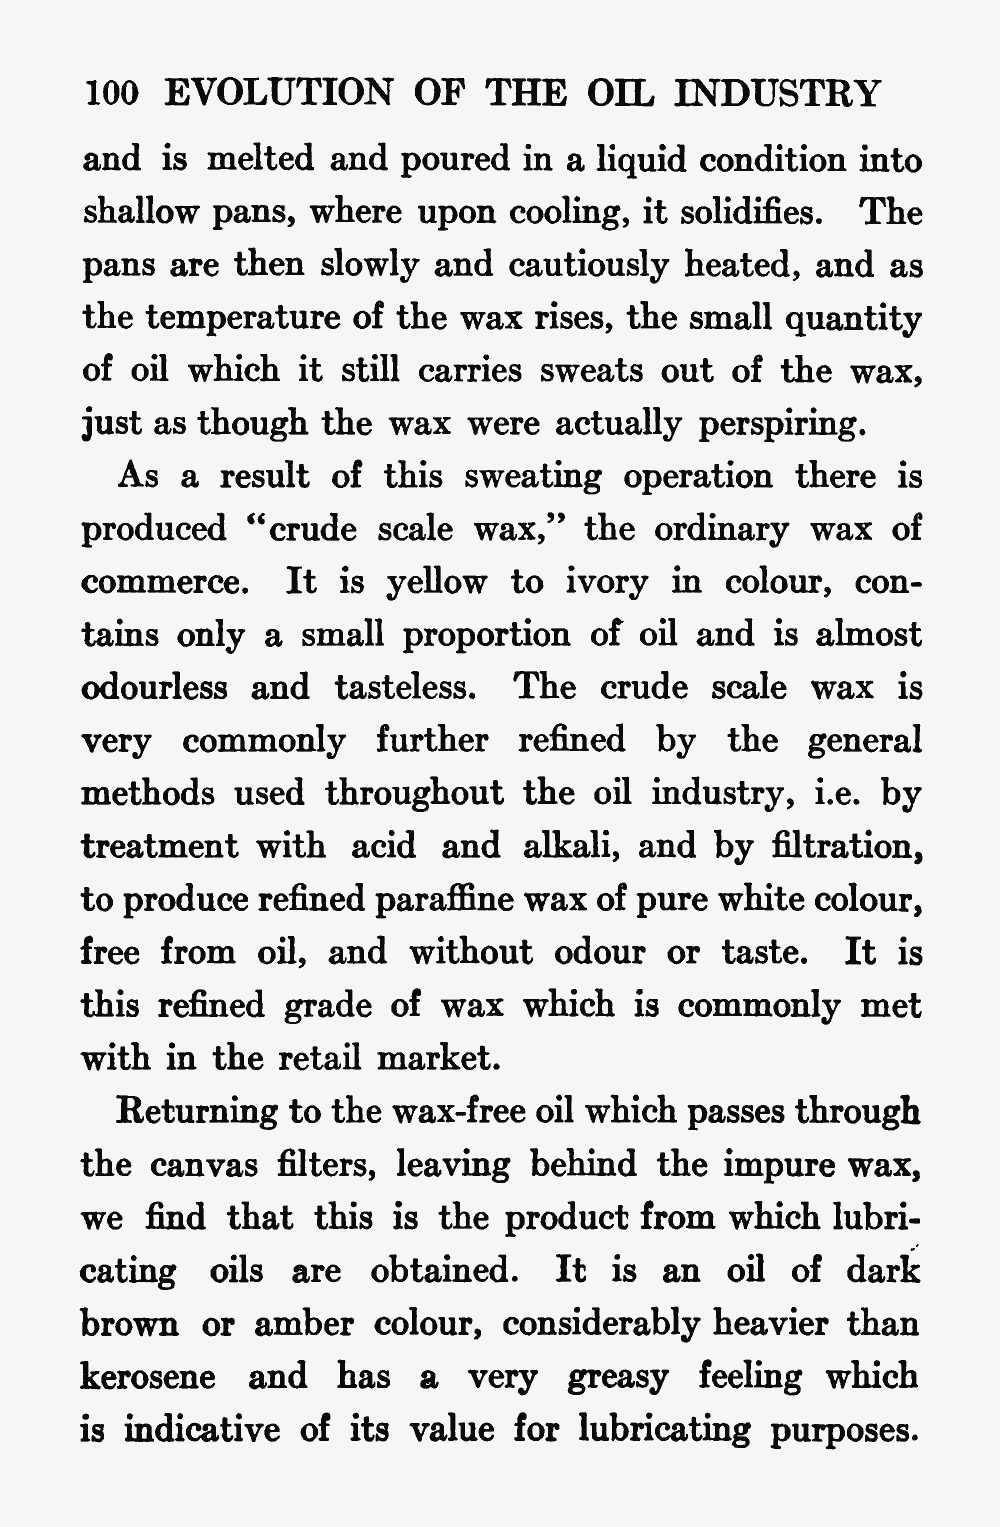 100 EVOLUTION OF THE OIL INDUSTRY
and is melted and poured in a liquid condition into
shallow pans, where upon cooling, it solidifies. The
pans are then slowly and cautiously heated, and as
the temperature of the wax rises, the small quantity
of oil which it still carries sweats out of the wax,
just as though the wax were actually perspiring.
As a result of this sweating operation there is
produced “crude scale wax,” the ordinary wax of
commerce. It is yellow to ivory in colour, con-
tains only a small proportion of oil and is almost
odourless and tasteless. The crude scale wax is
very commonly further refined by the general
methods used throughout the oil industry, i.e. by
treatment with acid and alkali, and by filtration,
to produce refined paraffine wax of pure white colour,
free from oil, and without odour or taste. It is
this refined grade of wax which is commonly met
with in the retail market.
Returning to the wax-free oil which passes through
the canvas filters, leaving behind the impure wax,
we find that this is the product from which lubri-
cating oils are obtained. It is an oil of dark
brown or amber colour, considerably heavier than
kerosene and has a very greasy feeling which
is indicative of its value for lubricating purposes.